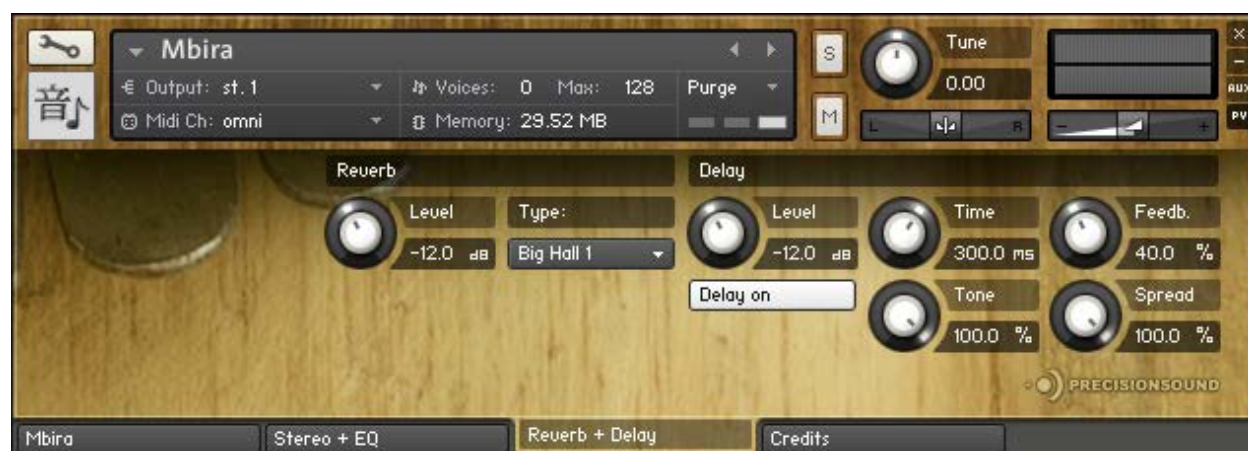 Mbira
S
Tune
×
Output: st. 1
Voices: 0 Max: 128
Purge
0.00
AUX
音
Midi Ch: omni
Memory: 29.52 MB
M
L
R
PV
Reverb
Delay
Level
Type:
Level
Time
Feedb.
-12.0 dB
Big Hall 1
-12.0 dB
300.0 ms
40.0 %
Delay on
Tone
Spread
100.0 %
100.0 %
PRECISIONSOUND
Mbira
Stereo + EQ
Reverb + Delay
Credits